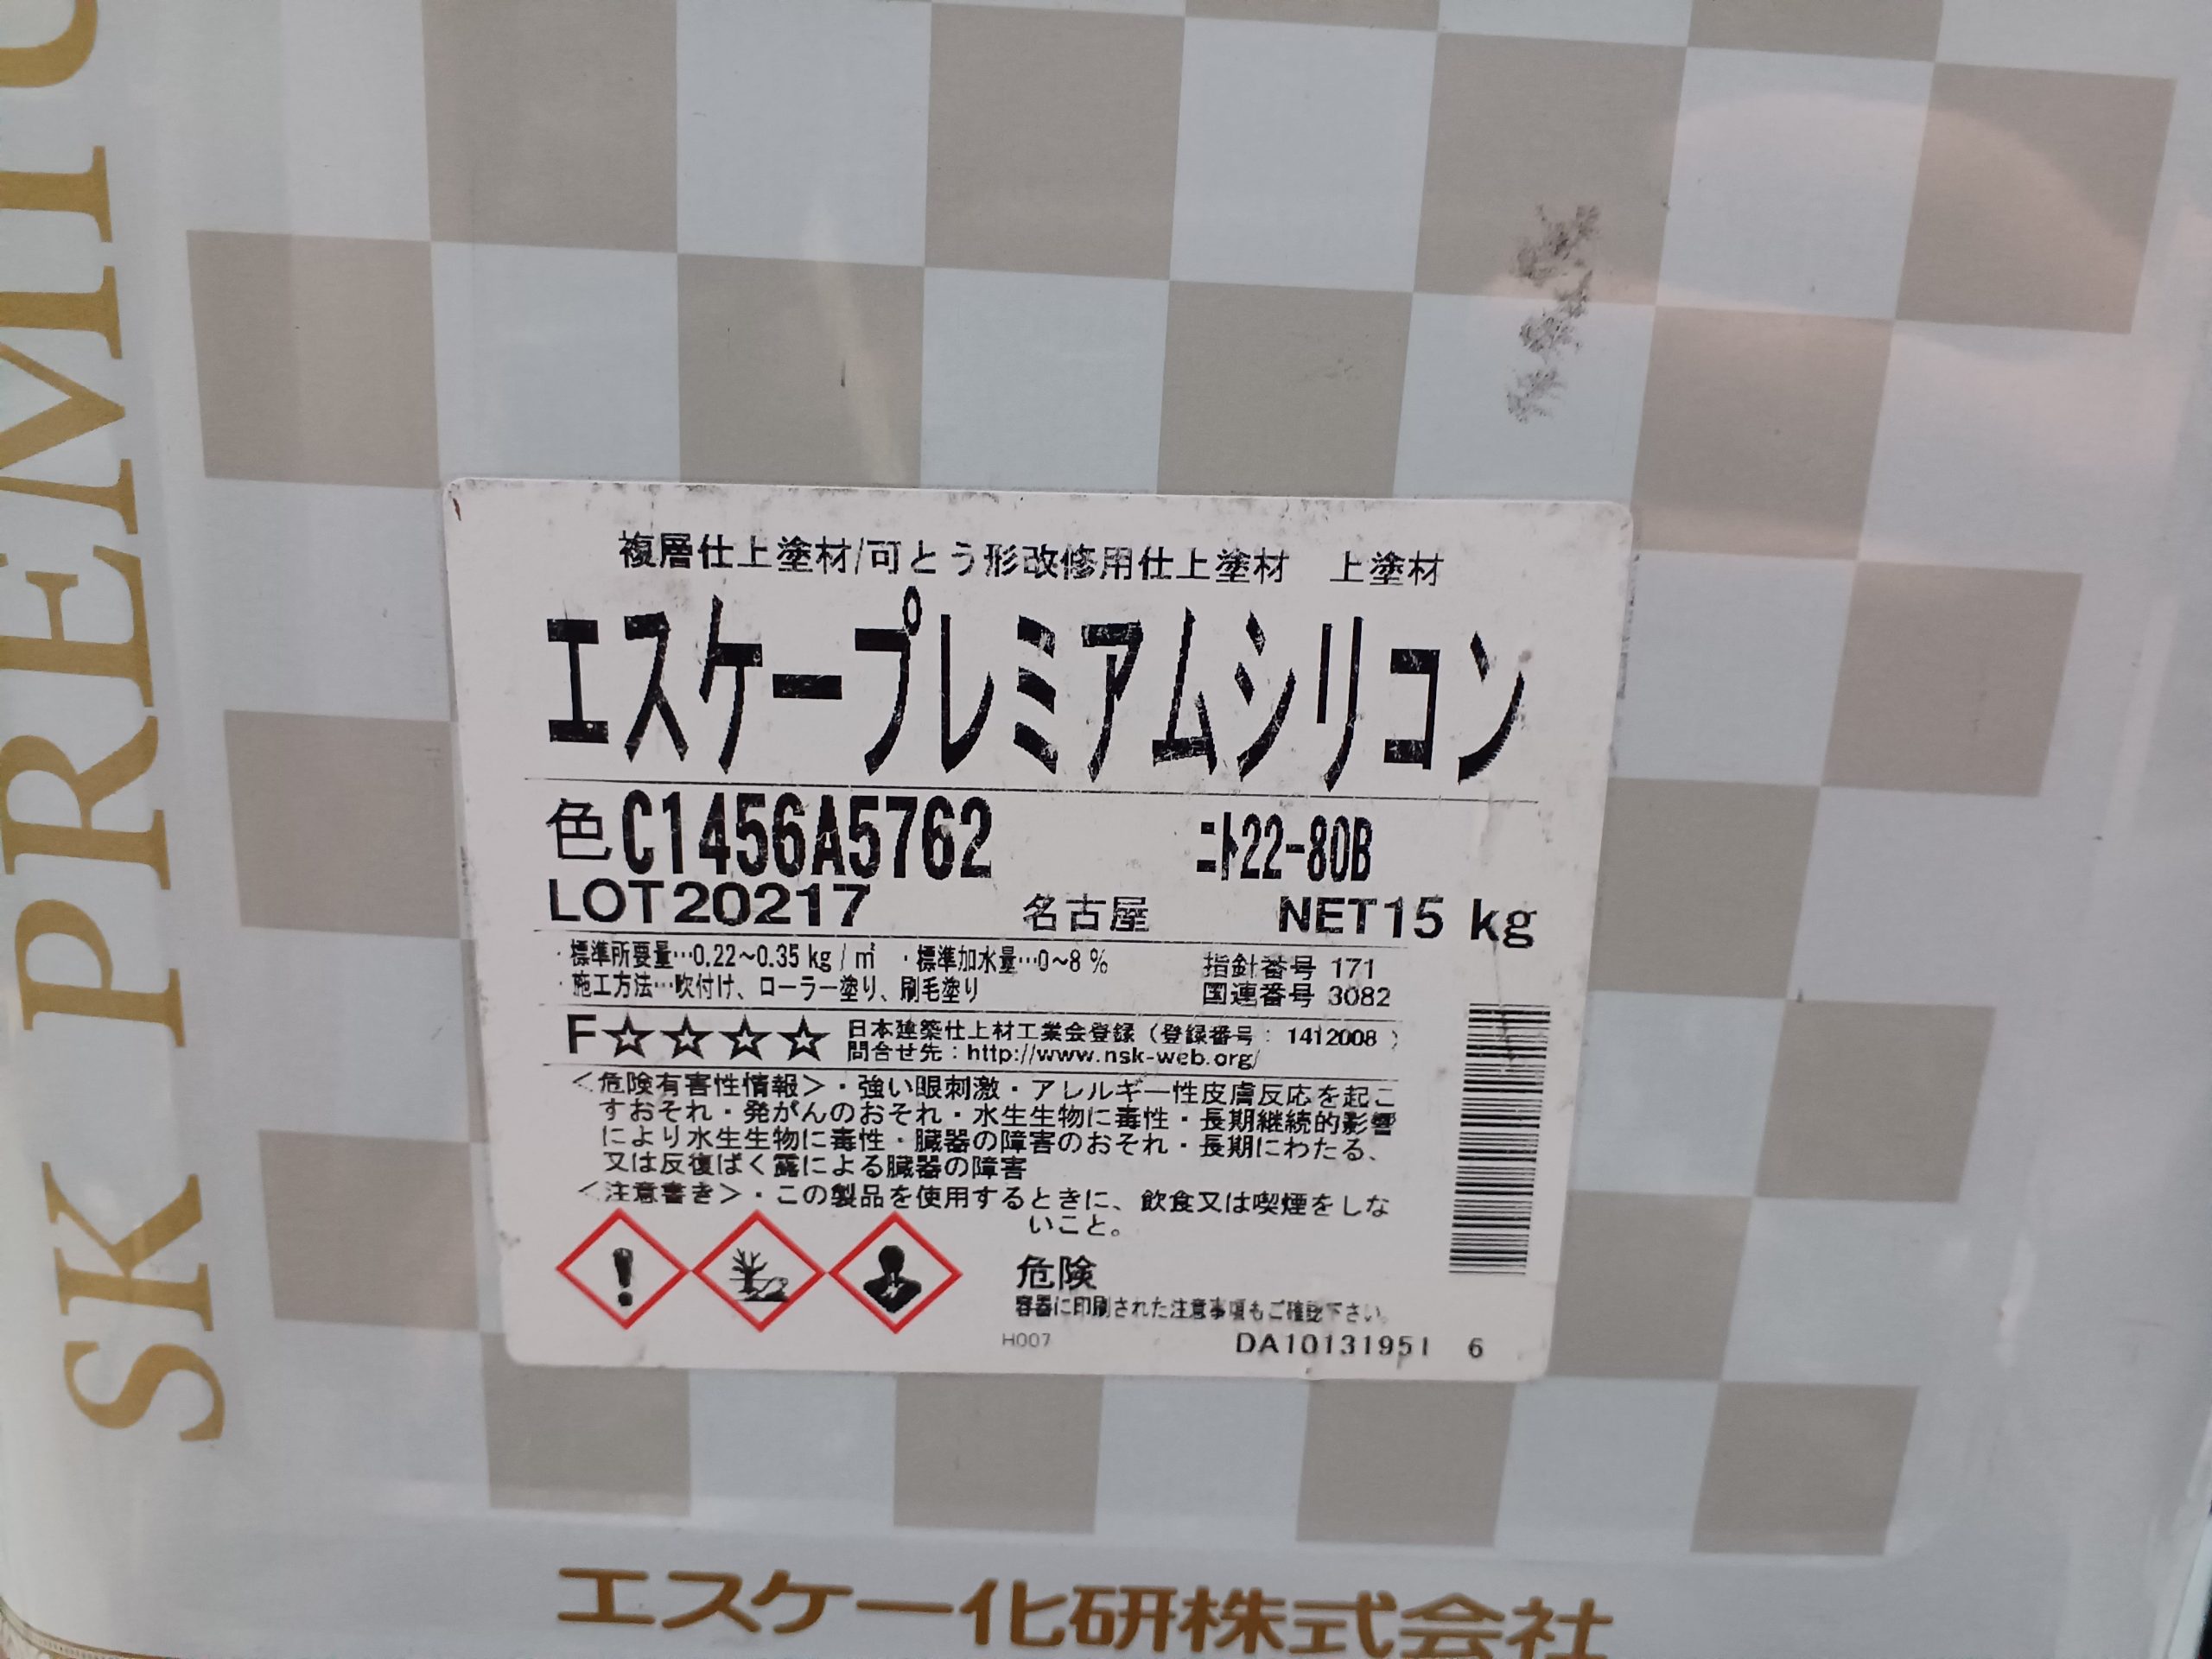 SK PREMIU
複層仕上塗材/可とう形改修用仕上塗材 上塗材
エスケープレミアムシリコン
色C1456A5762 ニト22-80B
LOT20217 名古屋 NET15 kg
・標準所要量…0.22～0.35 kg / ㎡ ・標準加水量…0～8 % 指針番号 171
・施工方法…吹付け、ローラー塗り、刷毛塗り 国連番号 3082
F☆☆☆☆ 日本建築仕上材工業会登録（登録番号：1412008）
問合せ先：http://www.nsk-web.org/
＜危険有害性情報＞・強い眼刺激・アレルギー性皮膚反応を起こ
すおそれ・発がんのおそれ・水生生物に毒性・長期継続的影響
により水生生物に毒性・臓器の障害のおそれ・長期にわたる、
又は反復ばく露による臓器の障害
＜注意書き＞・この製品を使用するときに、飲食又は喫煙をしな
いこと。
危険
容器に印刷された注意事項もご確認下さい。
H007 DA10131951 6
エスケー化研株式会社